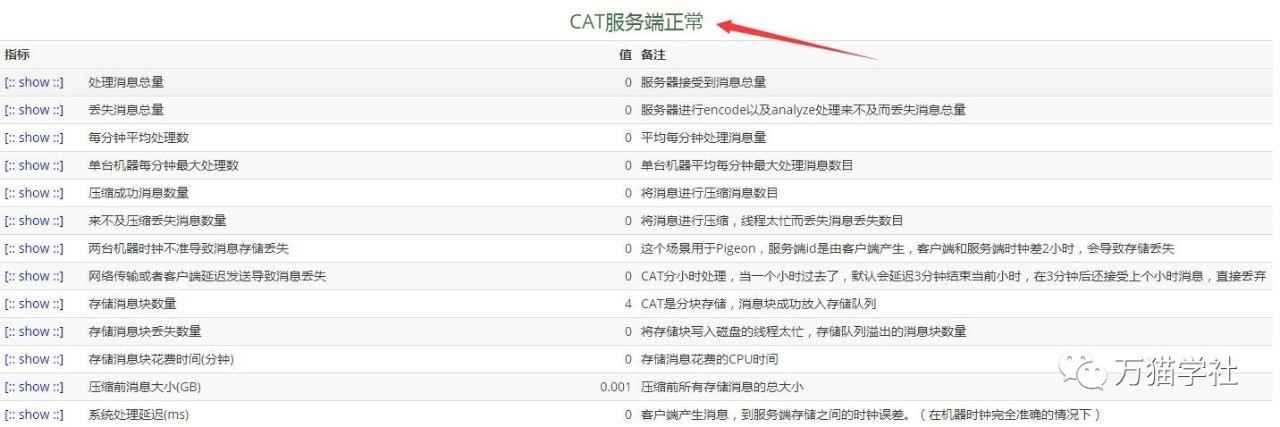 CAT服务端正常
指标 值 备注
[:: show ::] 处理消息总量 0 服务器接受到消息总量
[:: show ::] 丢失消息总量 0 服务器进行encode以及analyze处理来不及而丢失消息总量
[:: show ::] 每分钟平均处理数 0 平均每分钟处理消息量
[:: show ::] 单台机器每分钟最大处理数 0 单台机器平均每分钟最大处理消息数目
[:: show ::] 压缩成功消息数量 0 将消息进行压缩消息数目
[:: show ::] 来不及压缩丢失消息数量 0 将消息进行压缩，线程太忙而丢失消息丢失数目
[:: show ::] 两台机器时钟不准导致消息存储丢失 0 这个场景用于Pigeon，服务端id是由客户端产生，客户端和服务端时钟差2小时，会导致存储丢失
[:: show ::] 网络传输或者客户端延迟发送导致消息丢失 0 CAT分小时处理，当一个小时过去了，默认会延迟3分钟结束当前小时，在3分钟后还接受上个小时消息，直接丢弃
[:: show ::] 存储消息块数量 4 CAT是分块存储，消息块成功放入存储队列
[:: show ::] 存储消息块丢失数量 0 将存储块写入磁盘的线程太忙，存储队列溢出的消息块数量
[:: show ::] 存储消息块花费时间(分钟) 0 存储消息花费的CPU时间
[:: show ::] 压缩前消息大小(GB) 0.001 压缩前所有存储消息的总大小
[:: show ::] 系统处理延迟(ms) 0 客户端产生消息，到服务端存储之间的时钟误差。（在机器时钟完全准确的情况下）
万猫学社